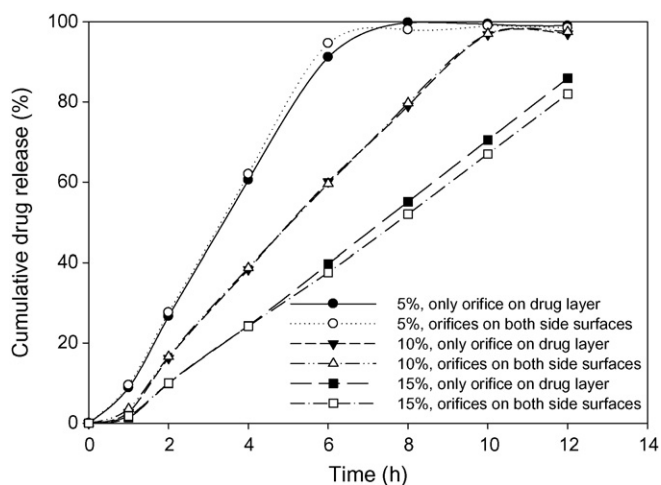 Cumulative drug release (%)
100
80
60
40
20
0
5%, only orifice on drug layer
5%, orifices on both side surfaces
10%, only orifice on drug layer
10%, orifices on both side surfaces
15%, only orifice on drug layer
15%, orifices on both side surfaces
0 2 4 6 8 10 12 14
Time (h)